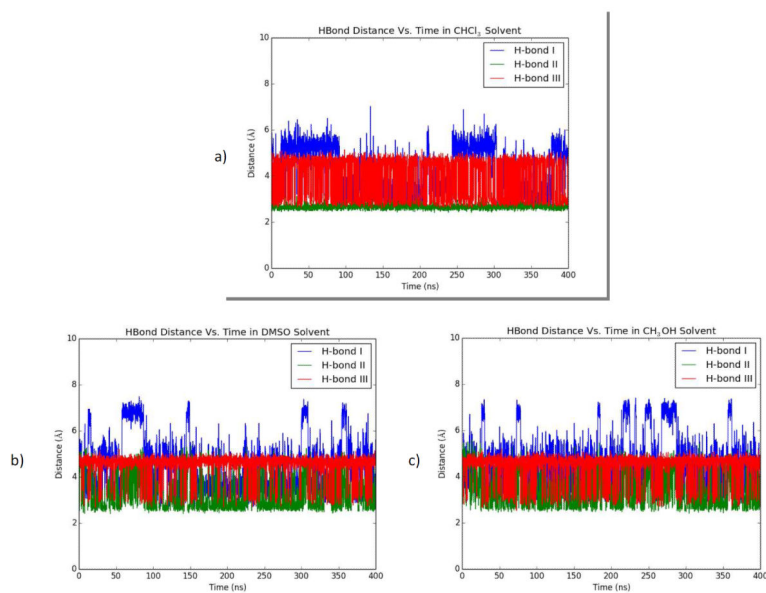 HBond Distance Vs. Time in CHCl₃ Solvent
10
8
6
4
2
0
Distance (Å)
H-bond I
H-bond II
H-bond III
a)
0 50 100 150 200 250 300 350 400
Time (ns)
HBond Distance Vs. Time in DMSO Solvent
10
8
6
4
2
0
Distance (Å)
H-bond I
H-bond II
H-bond III
b)
0 50 100 150 200 250 300 350 400
Time (ns)
HBond Distance Vs. Time in CH₃OH Solvent
10
8
6
4
2
0
Distance (Å)
H-bond I
H-bond II
H-bond III
c)
0 50 100 150 200 250 300 350 400
Time (ns)